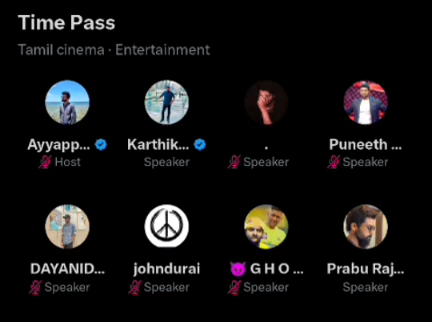 Time Pass
Tamil cinema · Entertainment
Ayyapp... Karthik... . Puneeth ...
Host Speaker Speaker Speaker
DAYANID... johndurai 😈 G H O ... Prabu Raj...
Speaker Speaker Speaker Speaker